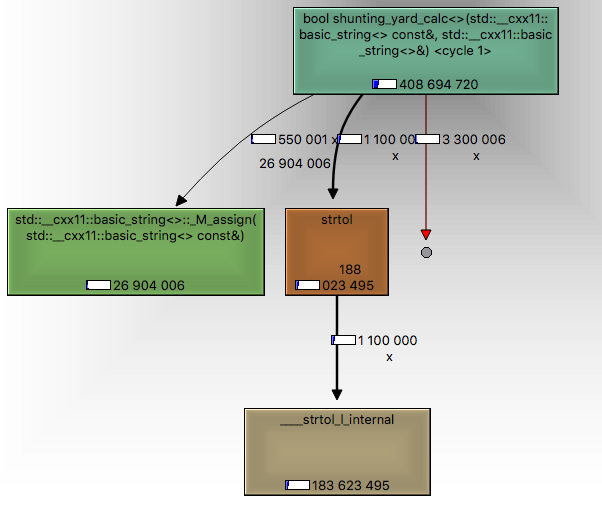 bool shunting_yard_calc<>(std::__cxx11::
basic_string<> const&, std::__cxx11::basic
_string<>&) <cycle 1>
408 694 720
550 001 x
1 100 00
3 300 006
26 904 006
x
x
std::__cxx11::basic_string<>::_M_assign(
std::__cxx11::basic_string<> const&)
26 904 006
strtol
188
023 495
1 100 000
x
____strtol_l_internal
183 623 495